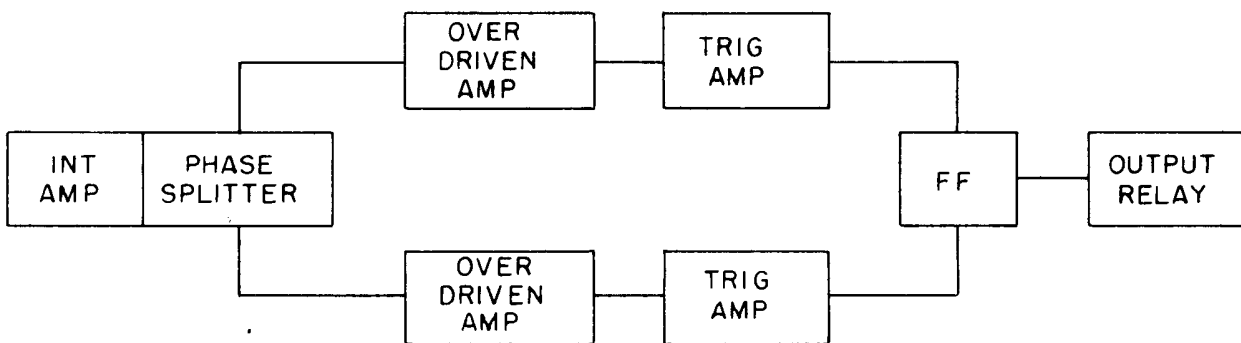 OVER
DRIVEN
AMP
TRIG
AMP
INT
AMP
PHASE
SPLITTER
FF
OUTPUT
RELAY
OVER
DRIVEN
AMP
TRIG
AMP